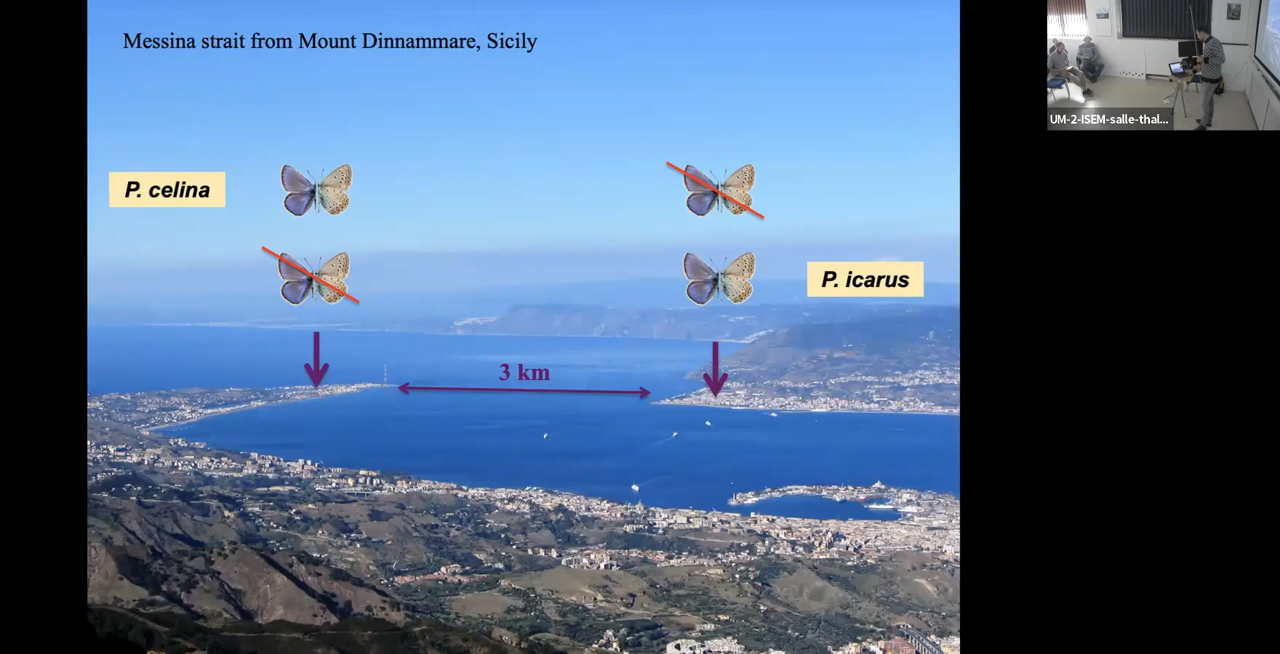 Messina strait from Mount Dinnammare, Sicily
UM-2-ISEM-salle-thal...
P. celina
P. icarus
3 km